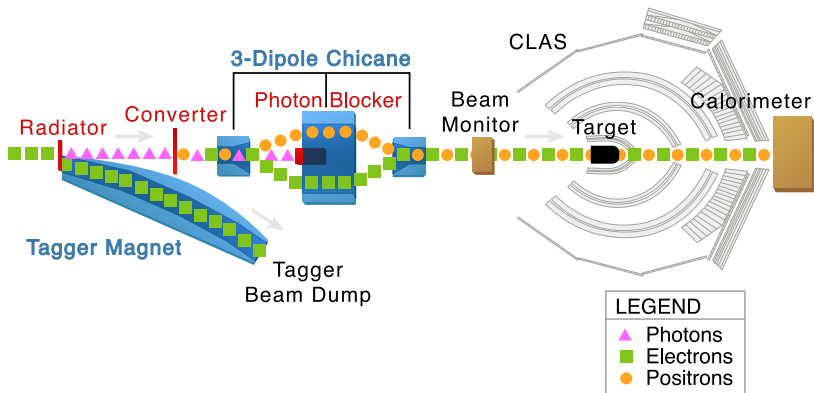 3-Dipole Chicane
CLAS
Photon Blocker
Converter
Radiator
Beam
Monitor
Target
Calorimeter
Tagger Magnet
Tagger
Beam Dump
LEGEND
Photons
Electrons
Positrons